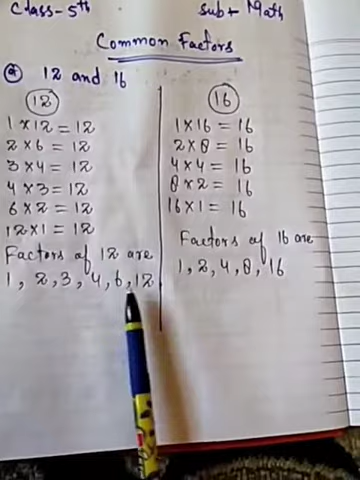 Class-5th Sub+ Math
Common Factors
Q 12 and 16
12
1×12=12
2×6=12
3×4=12
4×3=12
6×2=12
12×1=12
Factors of 12 are
1, 2, 3, 4, 6, 12
16
1×16=16
2×8=16
4×4=16
8×2=16
16×1=16
Factors of 16 are
1, 2, 4, 8, 16